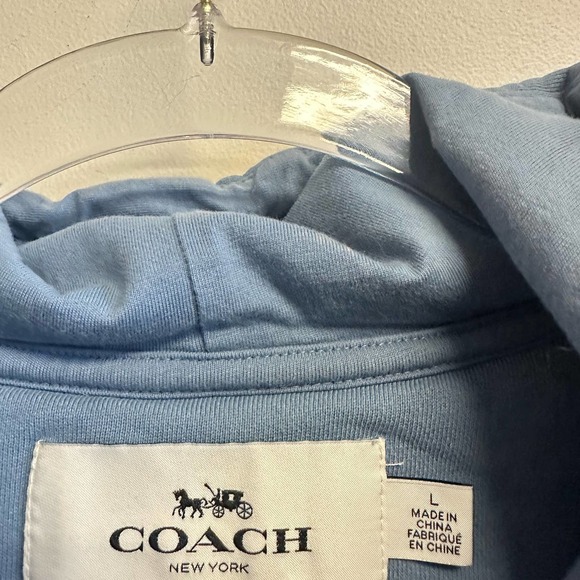 COACH
NEW YORK
L
MADE IN
CHINA
FABRIQUÉ
EN CHINE